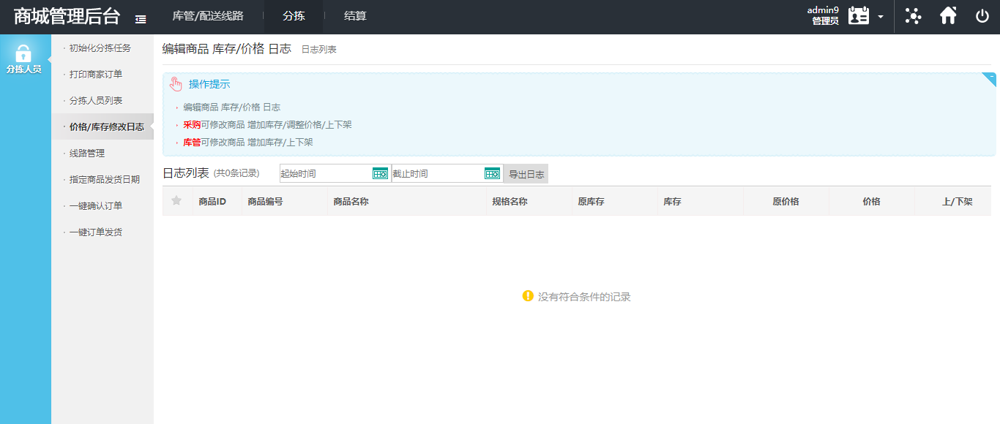 商城管理后台
库管/配送线路
分拣
结算
admin9
管理员
分拣人员
· 初始化分拣任务
· 打印商家订单
· 分拣人员列表
· 价格/库存修改日志
· 线路管理
· 指定商品发货日期
· 一键确认订单
· 一键订单发货
编辑商品 库存/价格 日志 日志列表
操作提示
· 编辑商品 库存/价格 日志
· 采购可修改商品 增加库存/调整价格/上下架
· 库管可修改商品 增加库存/上下架
日志列表 (共0条记录) 起始时间 截止时间 导出日志
商品ID 商品编号 商品名称 规格名称 原库存 库存 原价格 价格 上/下架
没有符合条件的记录